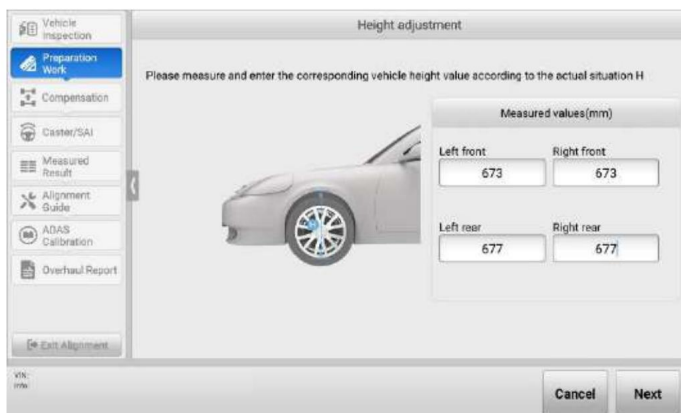 Height adjustment
Vehicle
Inspection
Preparation
Work
Compensation
Caster/SAI
Measured
Result
Alignment
Guide
ADAS
Calibration
Overhaul Report
Exit Alignment
Please measure and enter the corresponding vehicle height value according to the actual situation H
Measured values(mm)
Left front Right front
673 673
Left rear Right rear
677 677
H
VIN:
Cancel Next